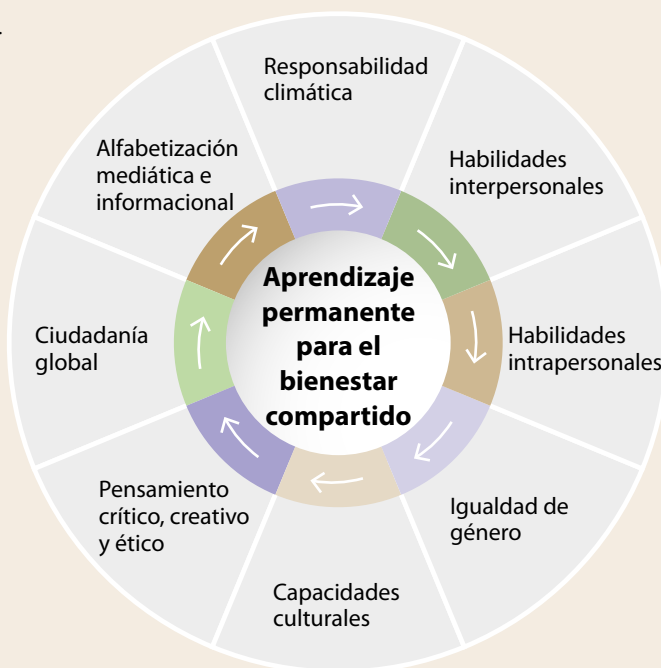 Responsabilidad
climática
Habilidades
interpersonales
Habilidades
intrapersonales
Igualdad de
género
Capacidades
culturales
Pensamiento
crítico, creativo
y ético
Ciudadanía
global
Alfabetización
mediática e
informacional
Aprendizaje
permanente
para el
bienestar
compartido